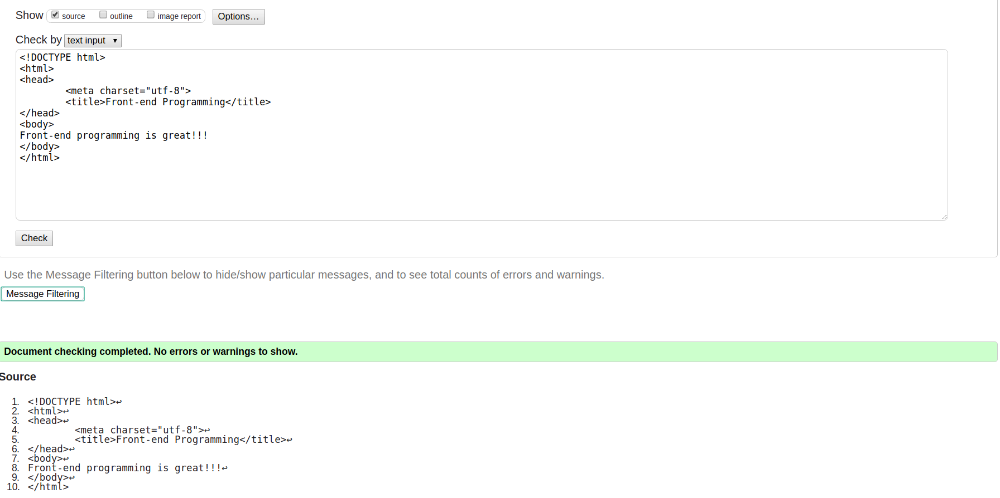 Show source outline image report Options…
Check by text input ▼
<!DOCTYPE html>
<html>
<head>
        <meta charset="utf-8">
        <title>Front-end Programming</title>
</head>
<body>
Front-end programming is great!!!
</body>
</html>
Check
Use the Message Filtering button below to hide/show particular messages, and to see total counts of errors and warnings.
Message Filtering
Document checking completed. No errors or warnings to show.
Source
1. <!DOCTYPE html>↩
2. <html>↩
3. <head>↩
4.         <meta charset="utf-8">↩
5.         <title>Front-end Programming</title>↩
6. </head>↩
7. <body>↩
8. Front-end programming is great!!!↩
9. </body>↩
10. </html>